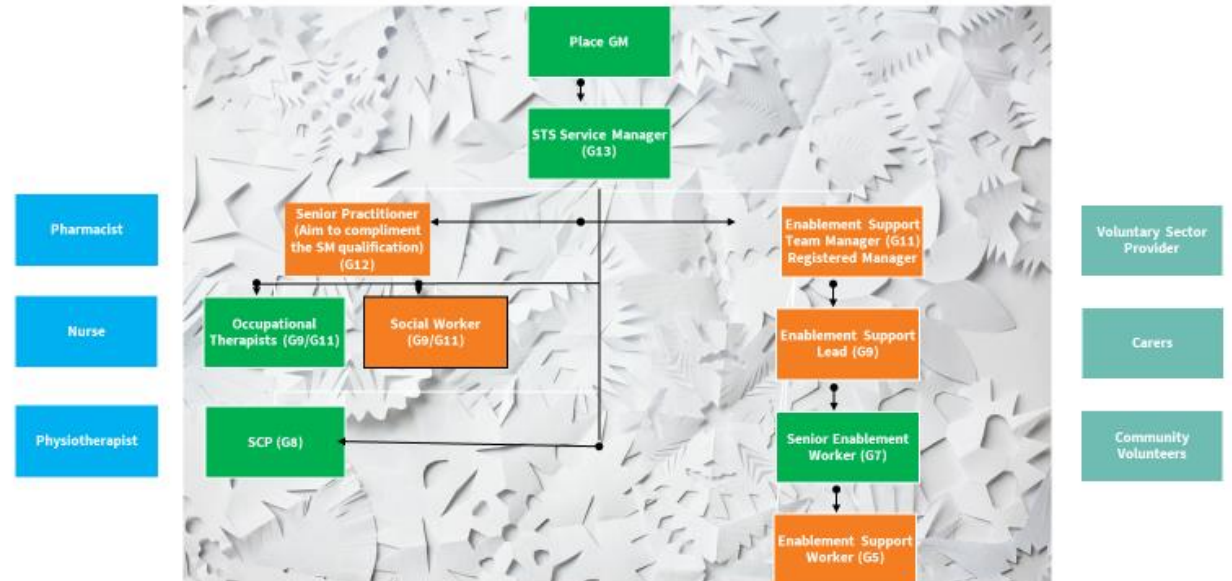 Place GM
STS Service Manager
(G13)
Pharmacist
Senior Practitioner
(Aim to compliment
the SM qualification)
(G12)
Enablement Support
Team Manager (G11)
Registered Manager
Voluntary Sector
Provider
Nurse
Occupational
Therapists (G9/G11)
Social Worker
(G9/G11)
Enablement Support
Lead (G9)
Carers
Physiotherapist
SCP (G8)
Senior Enablement
Worker (G7)
Community
Volunteers
Enablement Support
Worker (G5)